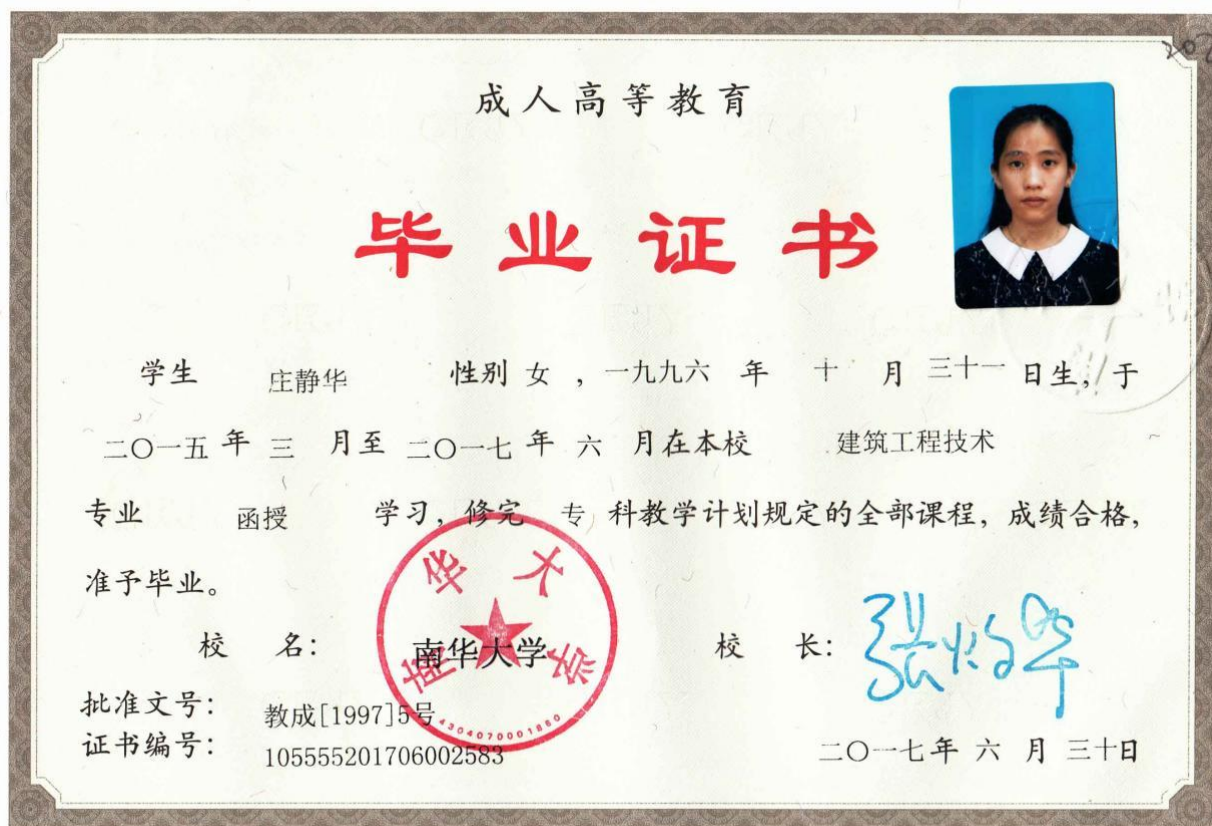 成人高等教育
毕业证书
学生 庄静华 性别 女 ，一九九六 年 十 月 三十一 日生，于
二〇一五 年 三 月至 二〇一七 年 六 月在本校 建筑工程技术
专业 函授 学习，修完 专 科教学计划规定的全部课程，成绩合格，
准予毕业。
校 名： 南华大学 校 长：
批准文号： 教成[1997]5号
证书编号： 105555201706002583
二〇一七年 六 月 三十日
南华大学
4304070001860